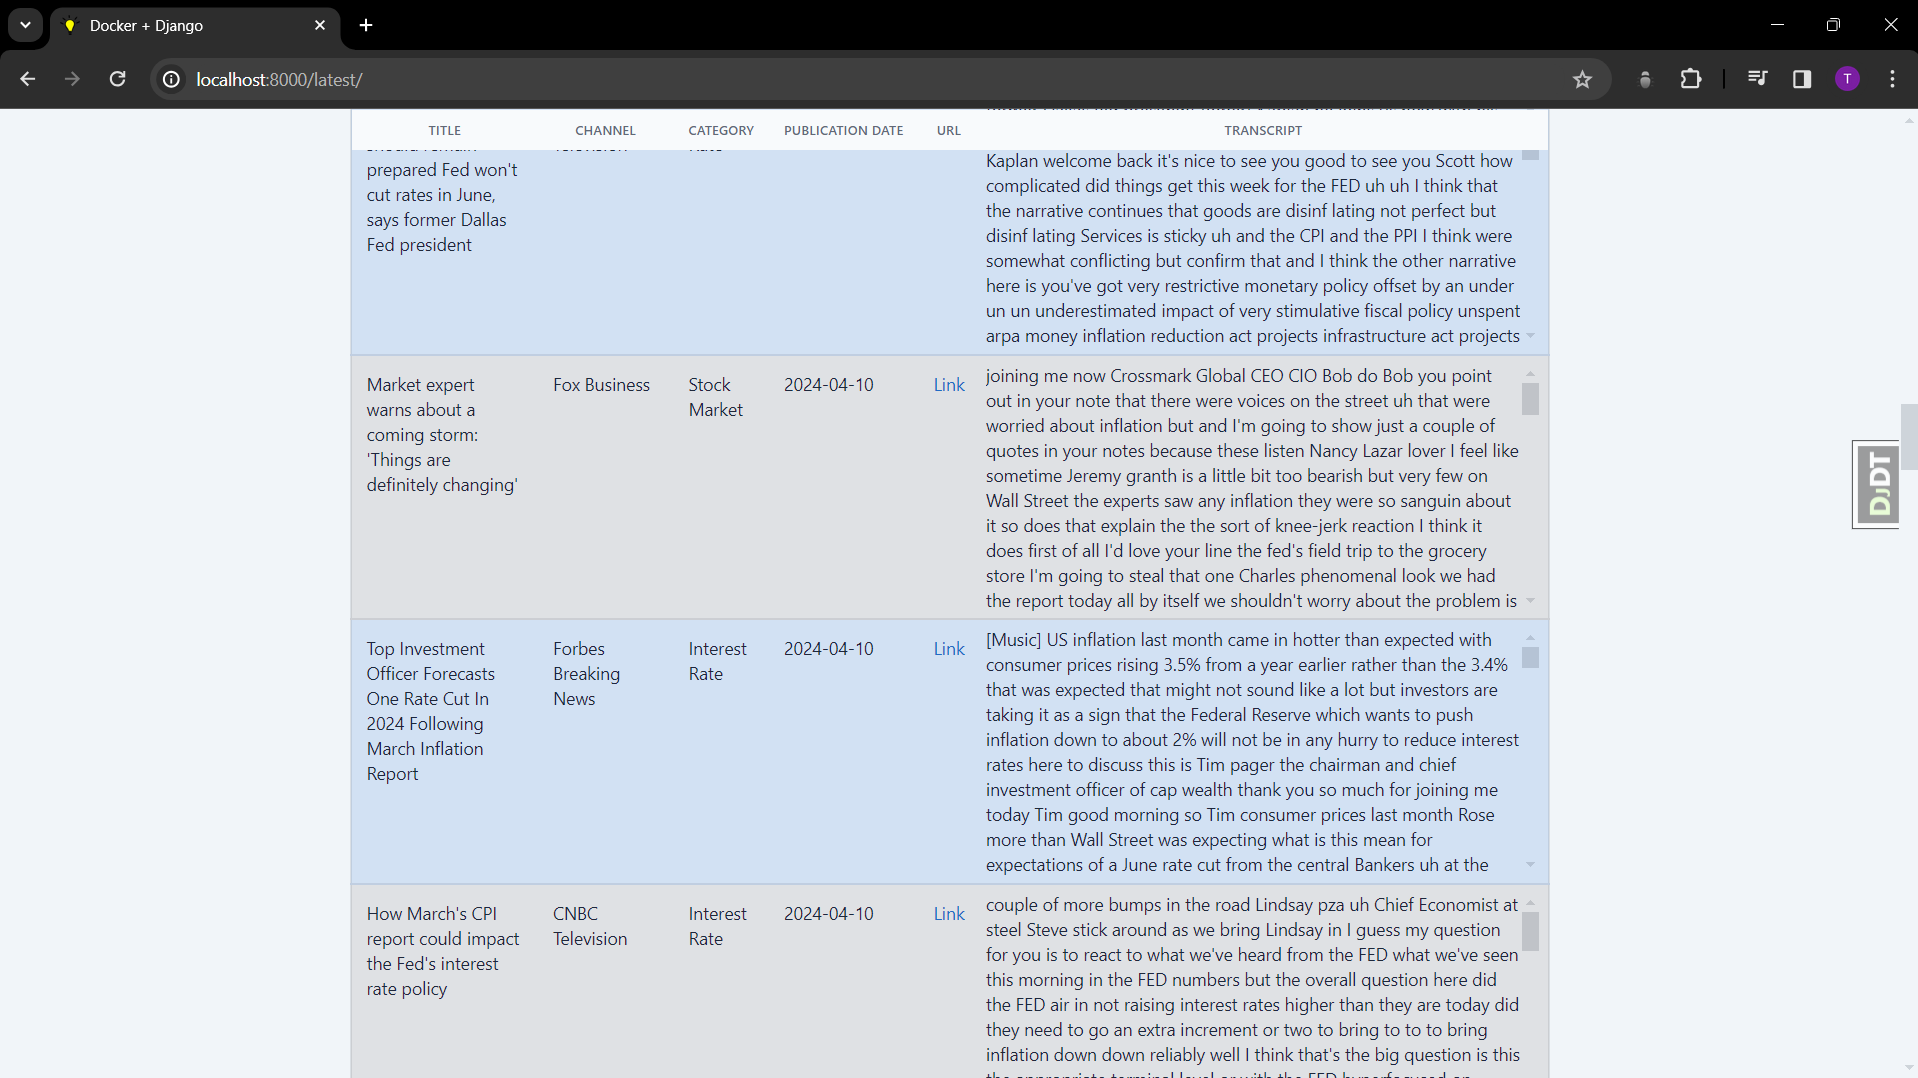 Docker + Django
localhost:8000/latest/
T
TITLE CHANNEL CATEGORY PUBLICATION DATE URL TRANSCRIPT
prepared Fed won't
cut rates in June,
says former Dallas
Fed president
Kaplan welcome back it's nice to see you good to see you Scott how
complicated did things get this week for the FED uh uh I think that
the narrative continues that goods are disinf lating not perfect but
disinf lating Services is sticky uh and the CPI and the PPI I think were
somewhat conflicting but confirm that and I think the other narrative
here is you've got very restrictive monetary policy offset by an under
un un underestimated impact of very stimulative fiscal policy unspent
arpa money inflation reduction act projects infrastructure act projects
Market expert
warns about a
coming storm:
'Things are
definitely changing'
Fox Business
Stock
Market
2024-04-10
Link
joining me now Crossmark Global CEO CIO Bob do Bob you point
out in your note that there were voices on the street uh that were
worried about inflation but and I'm going to show just a couple of
quotes in your notes because these listen Nancy Lazar lover I feel like
sometime Jeremy granth is a little bit too bearish but very few on
Wall Street the experts saw any inflation they were so sanguin about
it so does that explain the the sort of knee-jerk reaction I think it
does first of all I'd love your line the fed's field trip to the grocery
store I'm going to steal that one Charles phenomenal look we had
the report today all by itself we shouldn't worry about the problem is
Top Investment
Officer Forecasts
One Rate Cut In
2024 Following
March Inflation
Report
Forbes
Breaking
News
Interest
Rate
2024-04-10
Link
[Music] US inflation last month came in hotter than expected with
consumer prices rising 3.5% from a year earlier rather than the 3.4%
that was expected that might not sound like a lot but investors are
taking it as a sign that the Federal Reserve which wants to push
inflation down to about 2% will not be in any hurry to reduce interest
rates here to discuss this is Tim pager the chairman and chief
investment officer of cap wealth thank you so much for joining me
today Tim good morning so Tim consumer prices last month Rose
more than Wall Street was expecting what is this mean for
expectations of a June rate cut from the central Bankers uh at the
How March's CPI
report could impact
the Fed's interest
rate policy
CNBC
Television
Interest
Rate
2024-04-10
Link
couple of more bumps in the road Lindsay pza uh Chief Economist at
steel Steve stick around as we bring Lindsay in I guess my question
for you is to react to what we've heard from the FED what we've seen
this morning in the FED numbers but the overall question here did
the FED air in not raising interest rates higher than they are today did
they need to go an extra increment or two to bring to to to bring
inflation down down reliably well I think that's the big question is this
DJDT